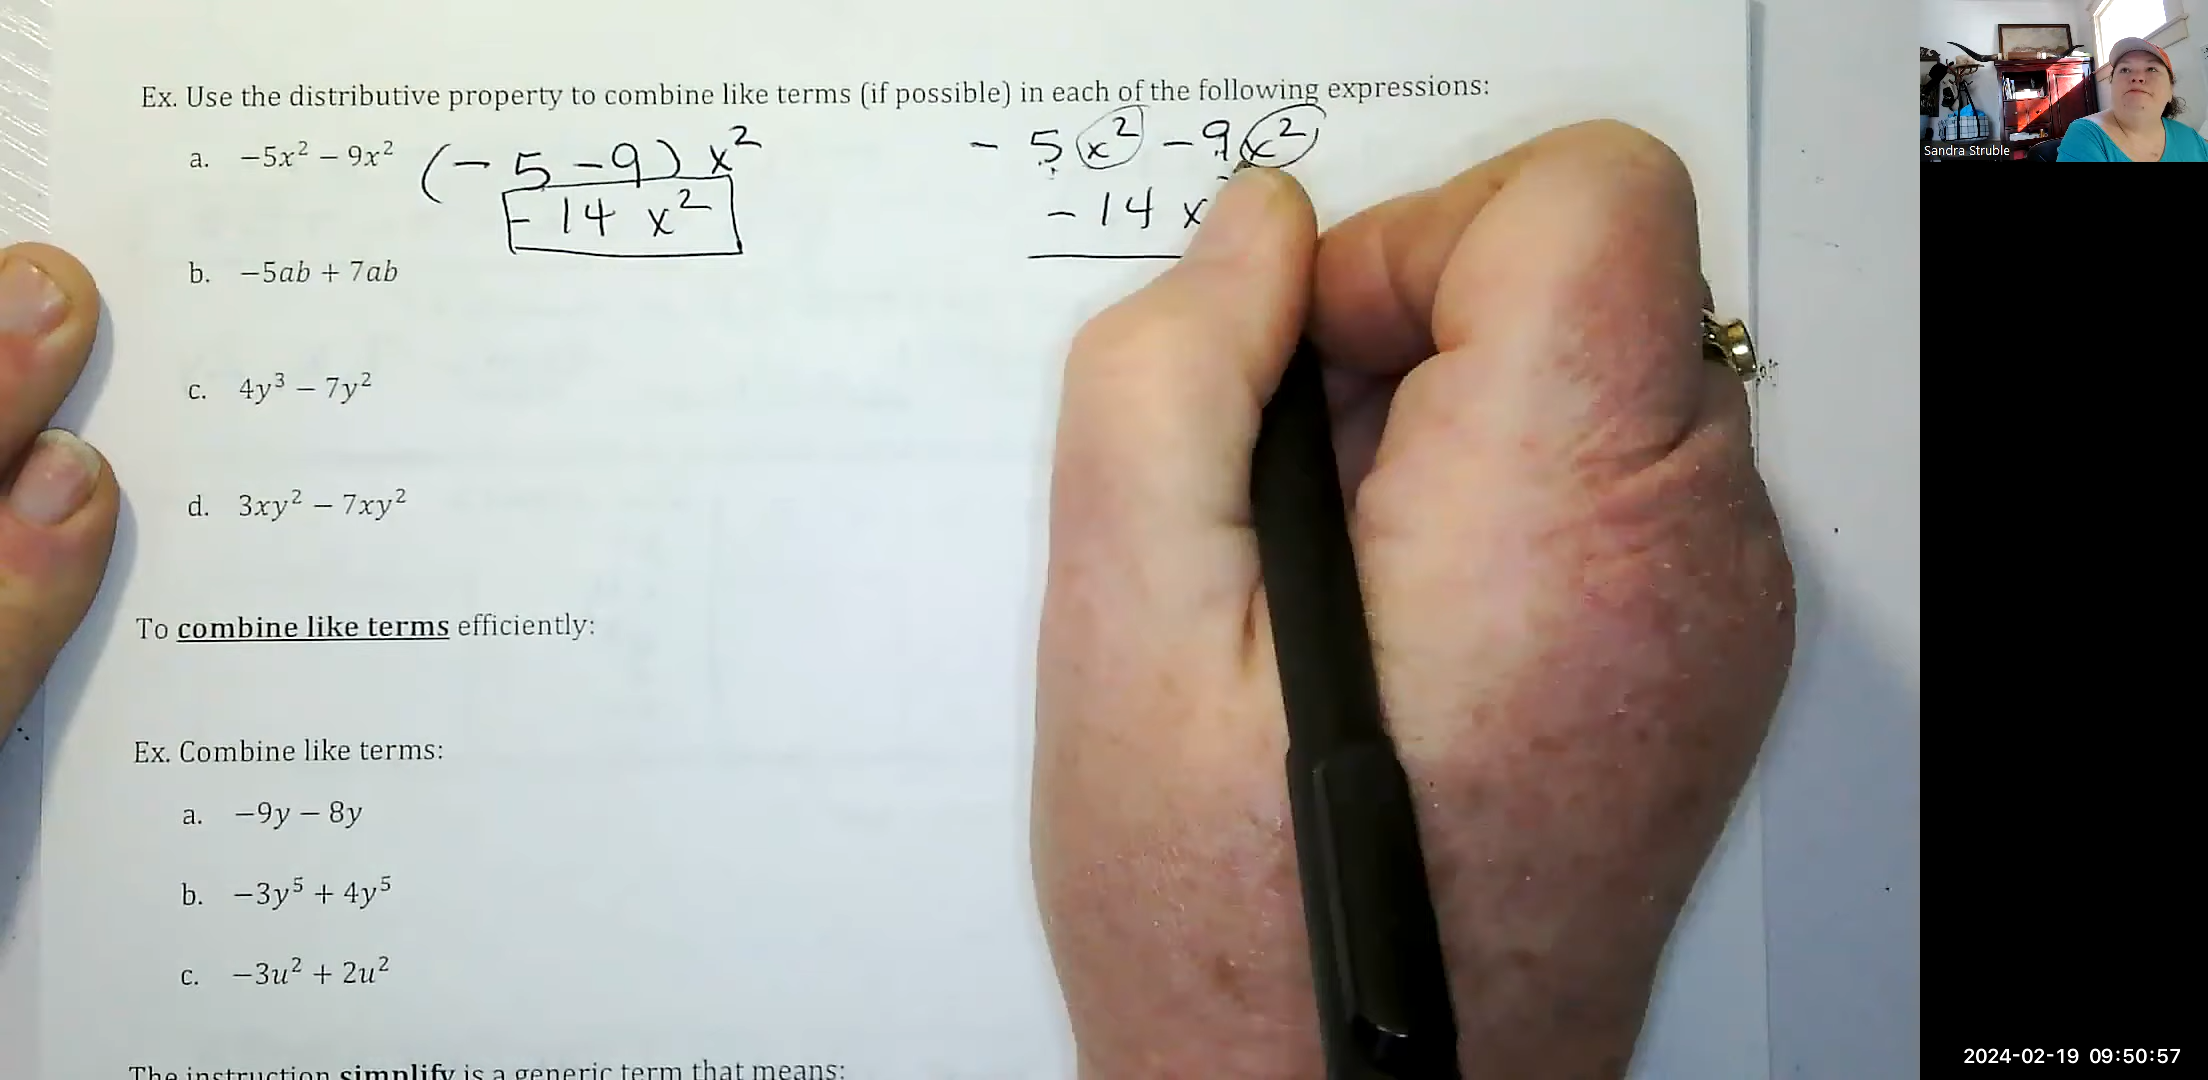 Ex. Use the distributive property to combine like terms (if possible) in each of the following expressions:
a. −5x² − 9x² (−5−9) x² −5x² −9x²
−14 x² −14 x
b. −5ab + 7ab
c. 4y³ − 7y²
d. 3xy² − 7xy²
To combine like terms efficiently:
Ex. Combine like terms:
a. −9y − 8y
b. −3y⁵ + 4y⁵
c. −3u² + 2u²
The instruction simplify is a generic term that means:
Sandra Struble
2024-02-19 09:50:57